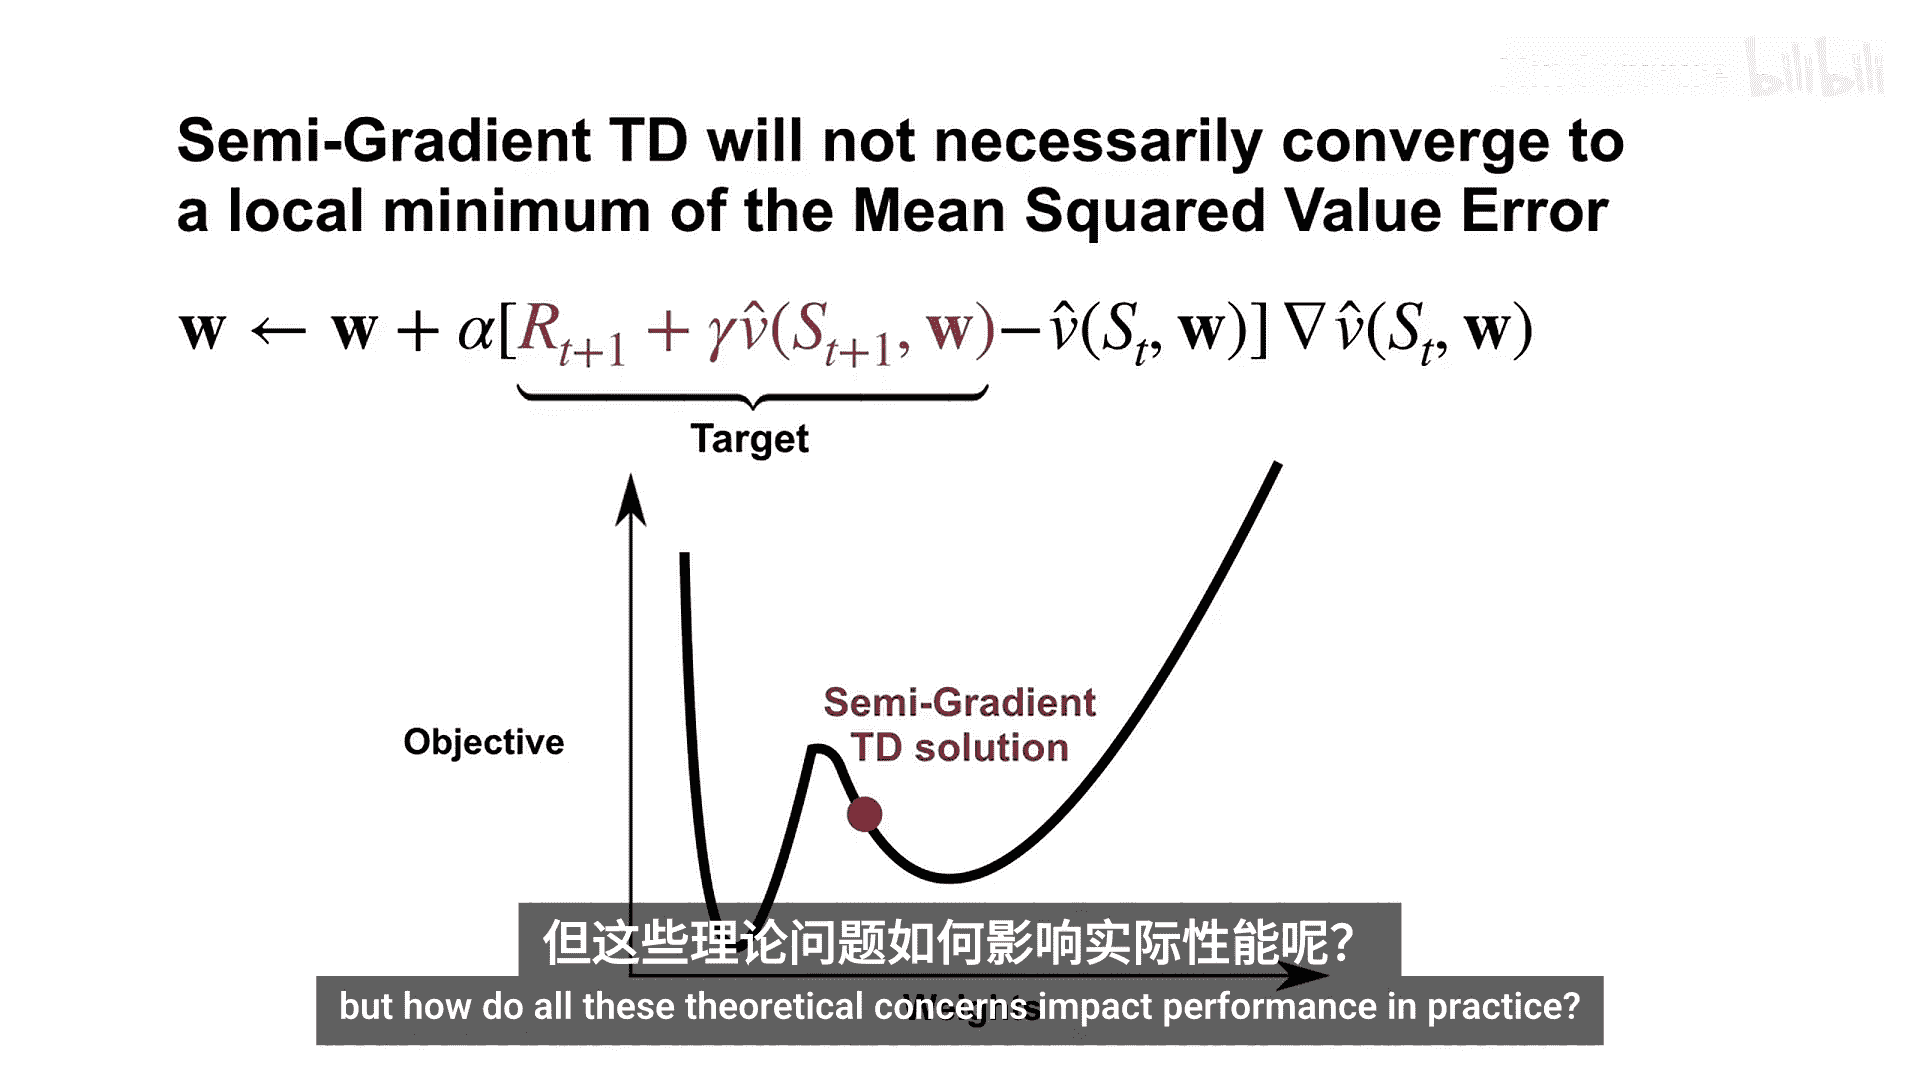 bilibili
Semi-Gradient TD will not necessarily converge to
a local minimum of the Mean Squared Value Error
w ← w + α[R_{t+1} + γv̂(S_{t+1}, w)−v̂(S_t, w)] ∇v̂(S_t, w)
Target
Semi-Gradient
TD solution
Objective
但这些理论问题如何影响实际性能呢?
Weights
but how do all these theoretical concerns impact performance in practice?